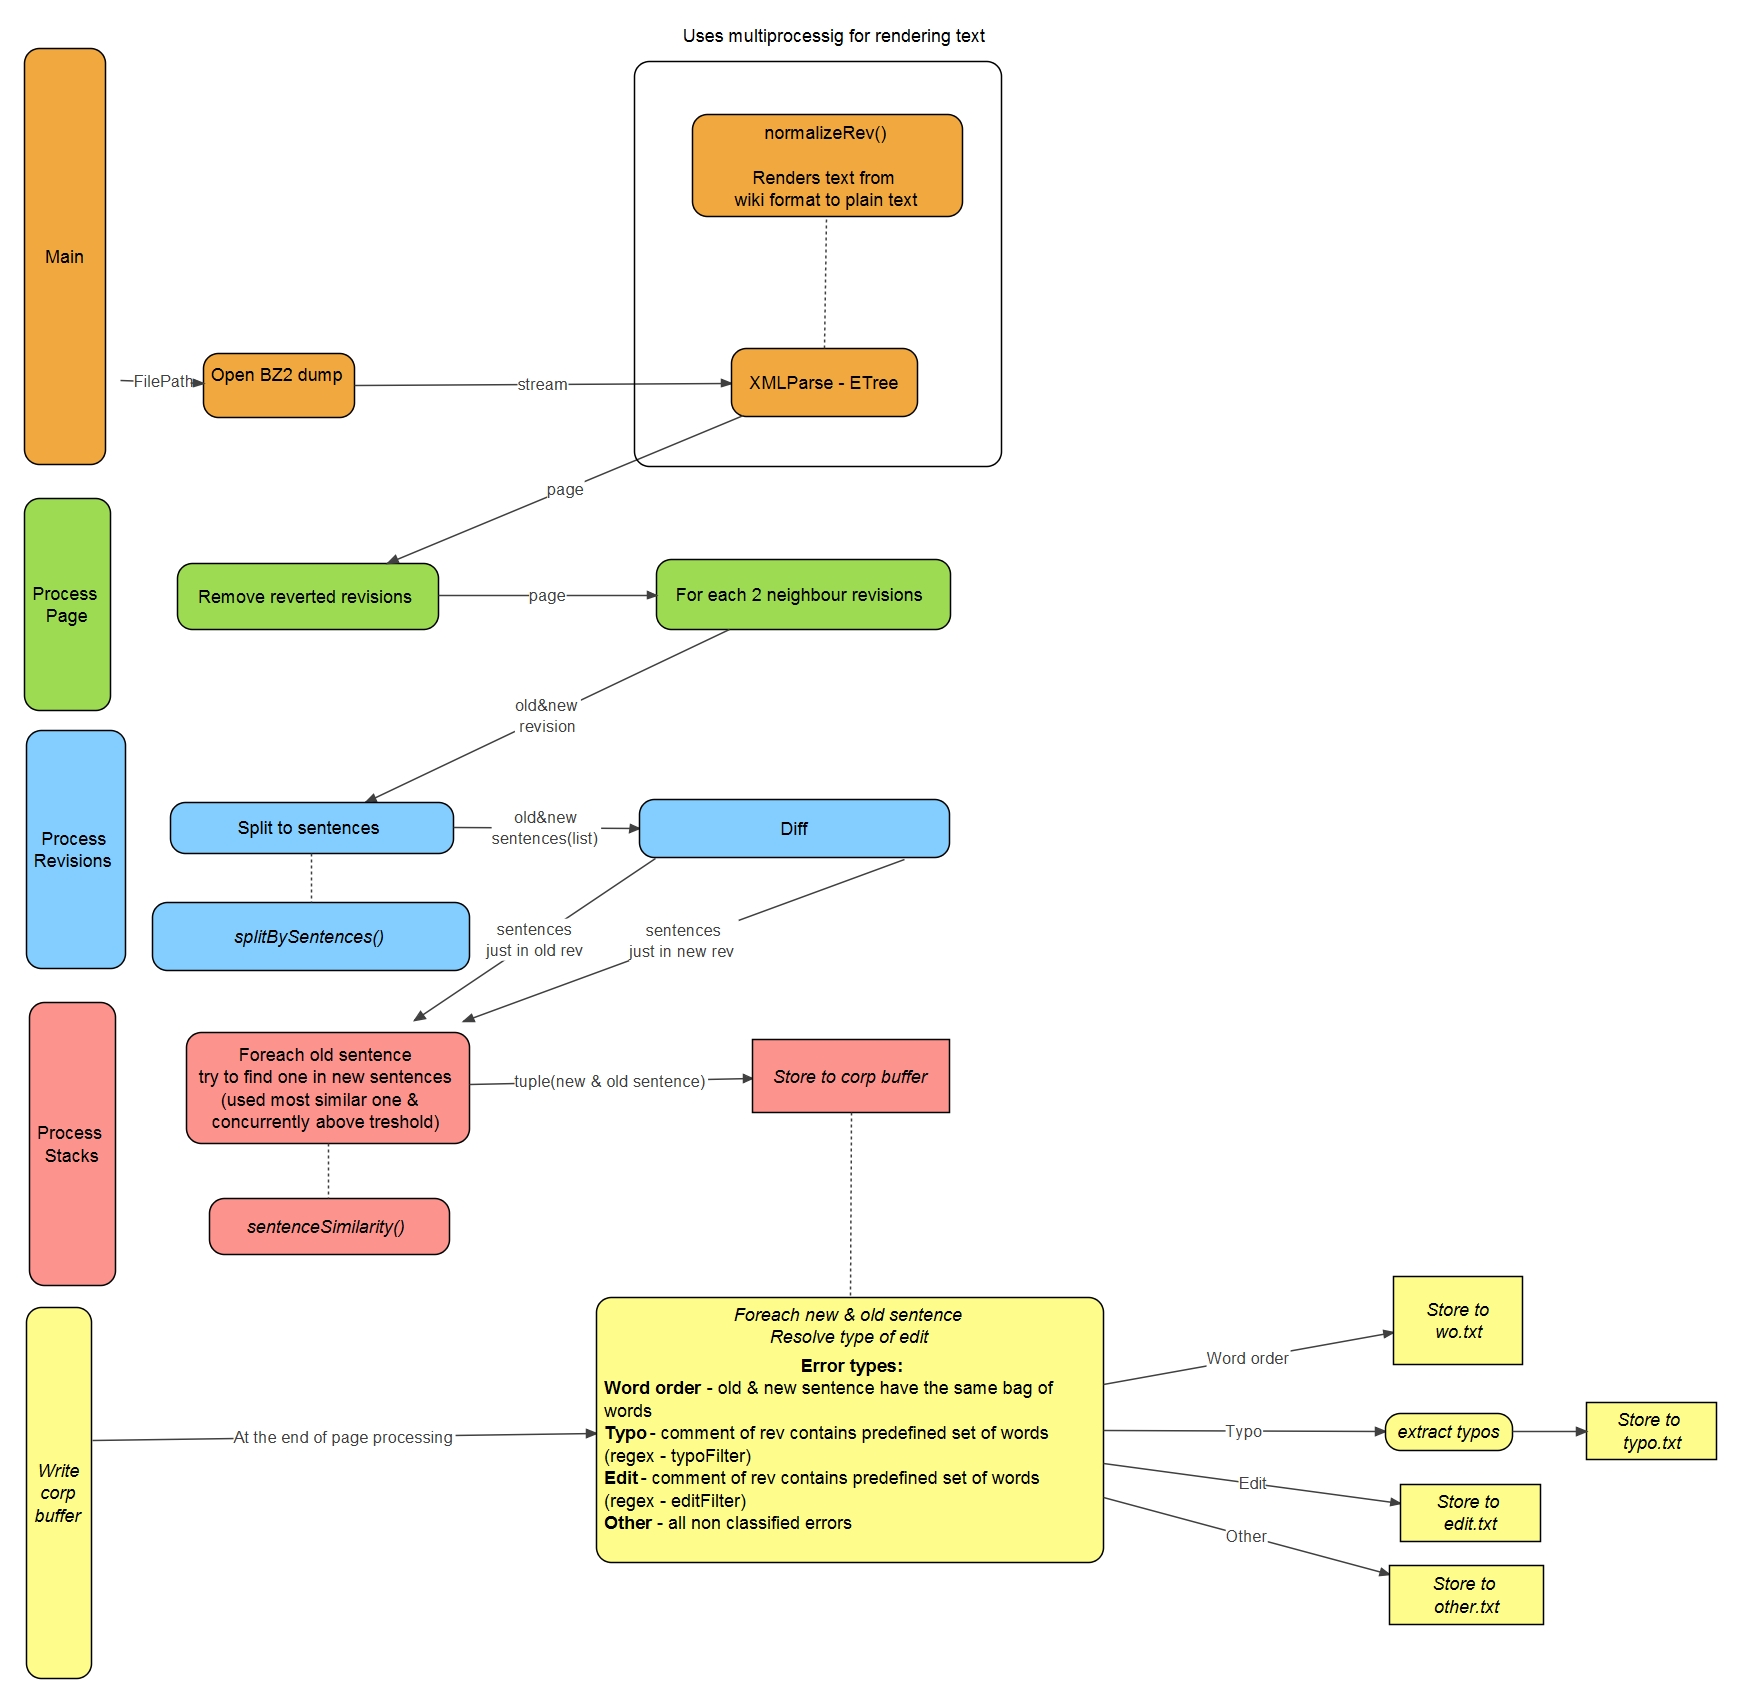 Uses multiprocessig for rendering text
Main
normalizeRev()
Renders text from
wiki format to plain text
FilePath
Open BZ2 dump
stream
XMLParse - ETree
page
Process
Page
Remove reverted revisions
page
For each 2 neighbour revisions
old&new
revision
Process
Revisions
Split to sentences
old&new
sentences(list)
Diff
splitBySentences()
sentences
just in old rev
sentences
just in new rev
Process
Stacks
Foreach old sentence
try to find one in new sentences
(used most similar one &
concurrently above treshold)
tuple(new & old sentence)
Store to corp buffer
sentenceSimilarity()
Write
corp
buffer
At the end of page processing
Foreach new & old sentence
Resolve type of edit
Error types:
Word order - old & new sentence have the same bag of
words
Typo - comment of rev contains predefined set of words
(regex - typoFilter)
Edit - comment of rev contains predefined set of words
(regex - editFilter)
Other - all non classified errors
Word order
Store to
wo.txt
Typo
extract typos
Store to
typo.txt
Edit
Store to
edit.txt
Other
Store to
other.txt